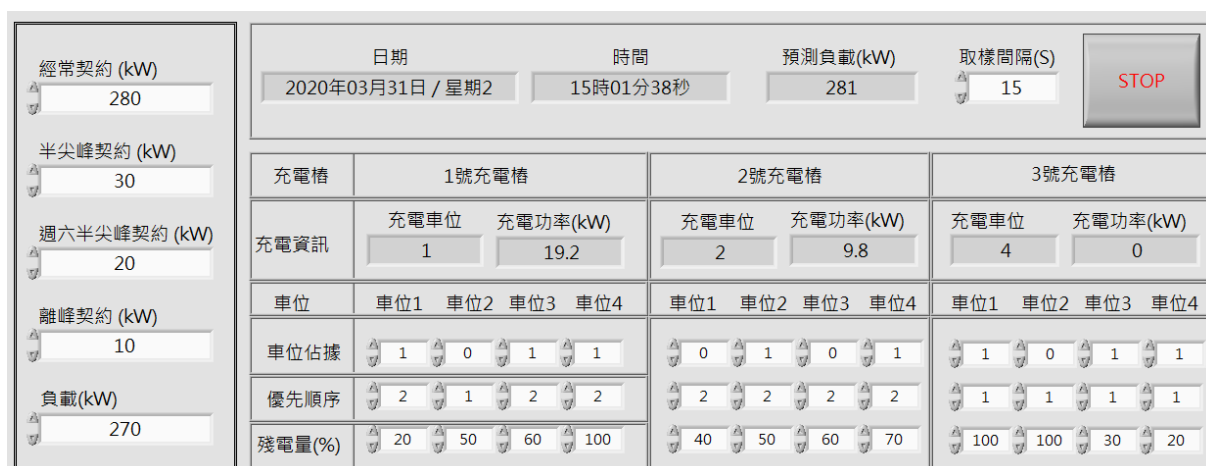 經常契約 (kW)
280
半尖峰契約 (kW)
30
週六半尖峰契約 (kW)
20
離峰契約 (kW)
10
負載(kW)
270
日期 時間 預測負載(kW) 取樣間隔(S)
2020年03月31日 / 星期2 15時01分38秒 281 15 STOP
充電樁 1號充電樁 2號充電樁 3號充電樁
充電資訊 充電車位 充電功率(kW) 充電車位 充電功率(kW) 充電車位 充電功率(kW)
1 19.2 2 9.8 4 0
車位 車位1 車位2 車位3 車位4 車位1 車位2 車位3 車位4 車位1 車位2 車位3 車位4
車位佔據 1 0 1 1 0 1 0 1 1 0 1 1
優先順序 2 1 2 2 2 2 2 2 1 1 1 1
殘電量(%) 20 50 60 100 40 50 60 70 100 100 30 20